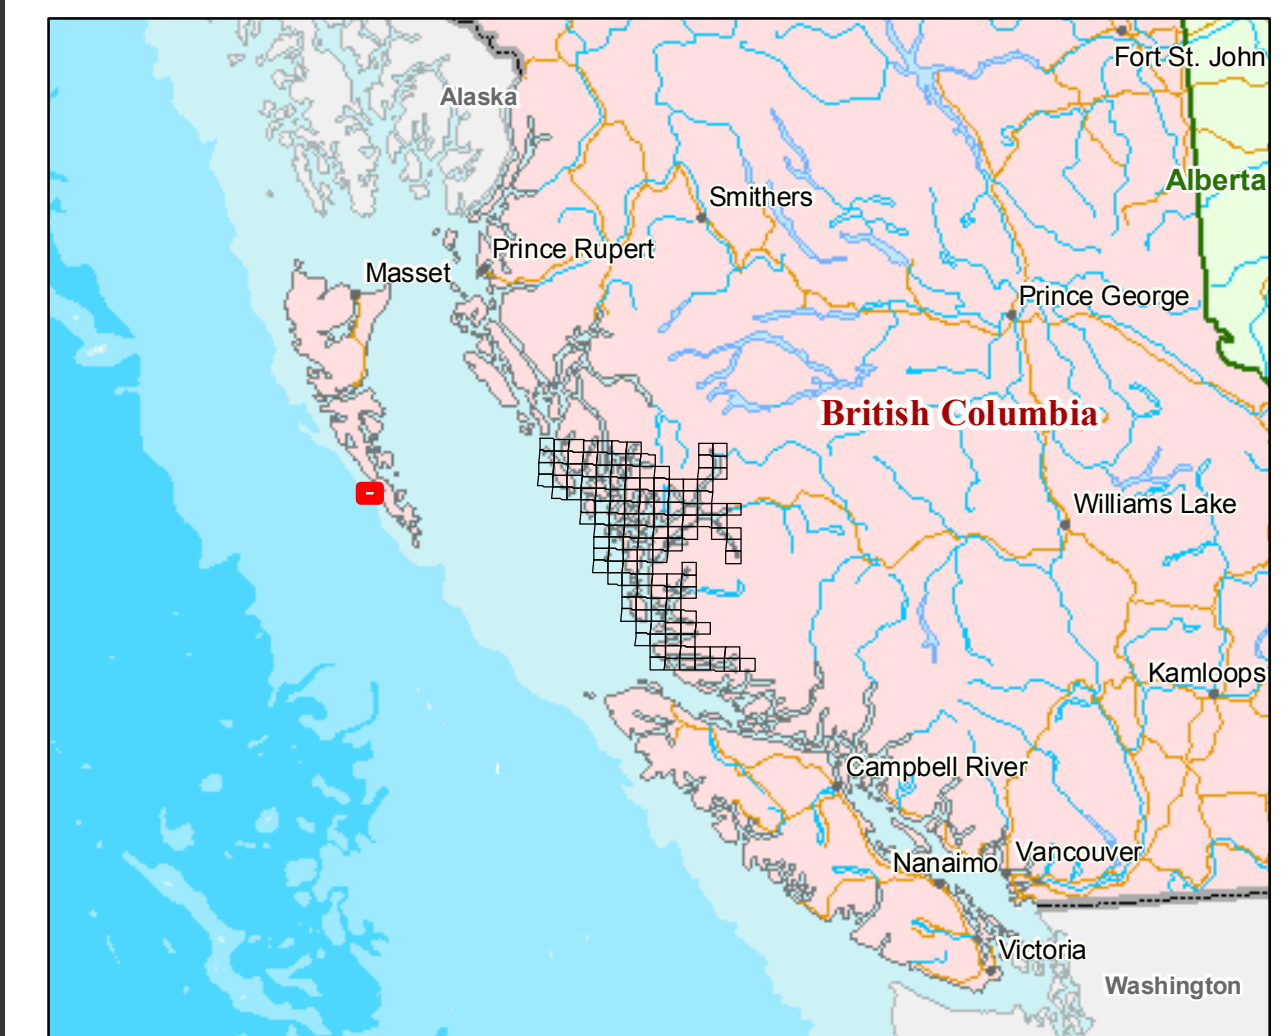 Fort St. John
Alaska
Alberta
Smithers
Prince Rupert
Masset
Prince George
British Columbia
Williams Lake
Kamloops
Campbell River
Vancouver
Nanaimo
Victoria
Washington